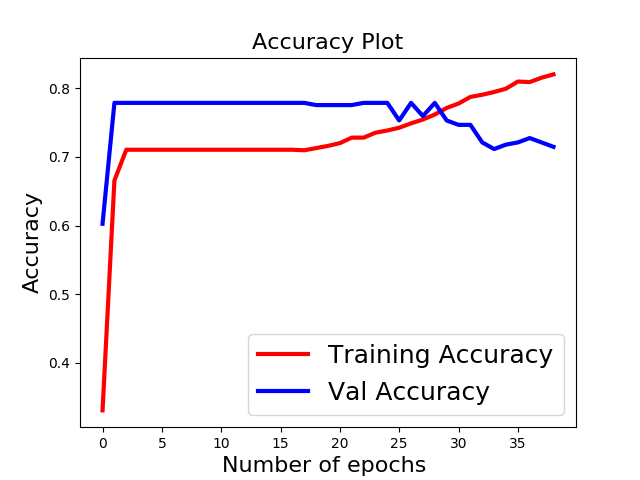 Accuracy Plot
Accuracy
0.8
0.7
0.6
0.5
0.4
Training Accuracy
Val Accuracy
0 5 10 15 20 25 30 35
Number of epochs